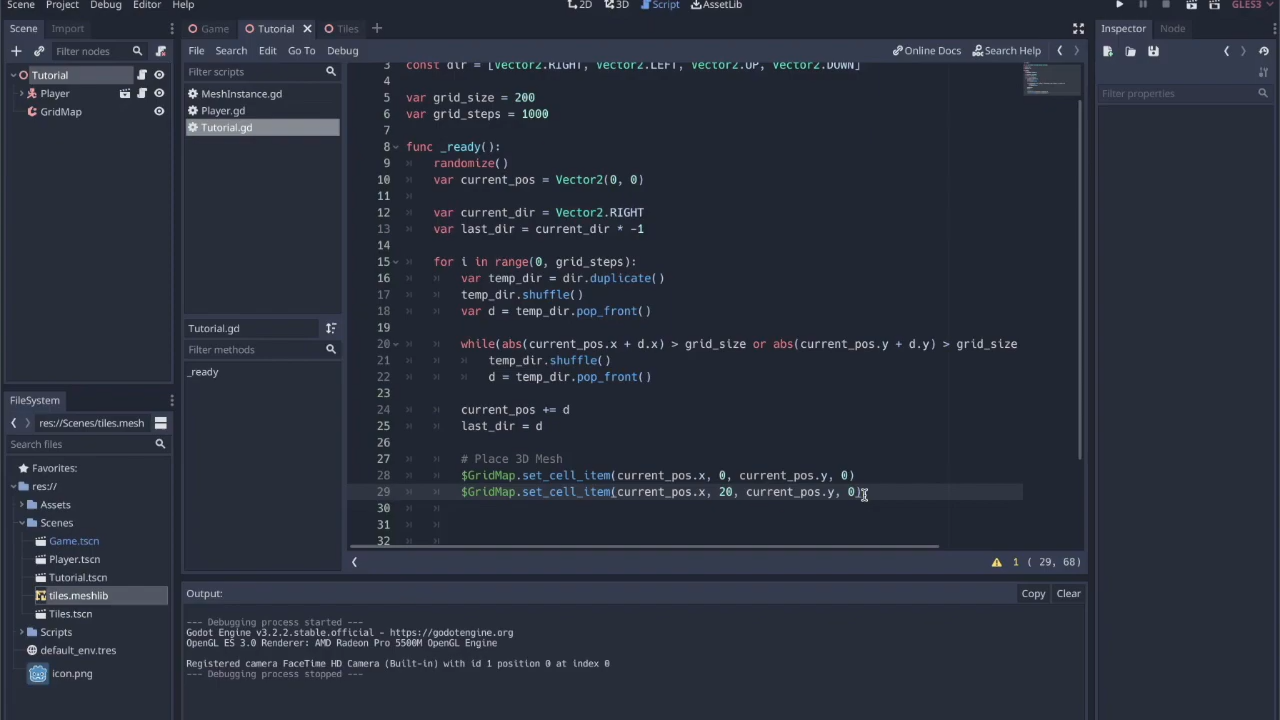 Scene Project Debug Editor Help
2D 3D Script AssetLib
GLES3
Scene Import
Filter nodes
Tutorial
Player
GridMap
FileSystem
res://Scenes/tiles.mesh
Search files
Favorites:
res://
Assets
Scenes
Game.tscn
Player.tscn
Tutorial.tscn
tiles.meshlib
Tiles.tscn
Scripts
default_env.tres
icon.png
Game Tutorial Tiles
File Search Edit Go To Debug
Online Docs Search Help
Filter scripts
MeshInstance.gd
Player.gd
Tutorial.gd
Tutorial.gd
Filter methods
_ready
3 const dir = [Vector2.RIGHT, Vector2.LEFT, Vector2.UP, Vector2.DOWN]
4
5 var grid_size = 200
6 var grid_steps = 1000
7
8 func _ready():
9 randomize()
10 var current_pos = Vector2(0, 0)
11
12 var current_dir = Vector2.RIGHT
13 var last_dir = current_dir * -1
14
15 for i in range(0, grid_steps):
16 var temp_dir = dir.duplicate()
17 temp_dir.shuffle()
18 var d = temp_dir.pop_front()
19
20 while(abs(current_pos.x + d.x) > grid_size or abs(current_pos.y + d.y) > grid_size
21 temp_dir.shuffle()
22 d = temp_dir.pop_front()
23
24 current_pos += d
25 last_dir = d
26
27 # Place 3D Mesh
28 $GridMap.set_cell_item(current_pos.x, 0, current_pos.y, 0)
29 $GridMap.set_cell_item(current_pos.x, 20, current_pos.y, 0)
30
31
32
1 ( 29, 68)
Output:
Copy Clear
--- Debugging process started ---
Godot Engine v3.2.2.stable.official - https://godotengine.org
OpenGL ES 3.0 Renderer: AMD Radeon Pro 5500M OpenGL Engine
Registered camera FaceTime HD Camera (Built-in) with id 1 position 0 at index 0
--- Debugging process stopped ---
Inspector Node
Filter properties